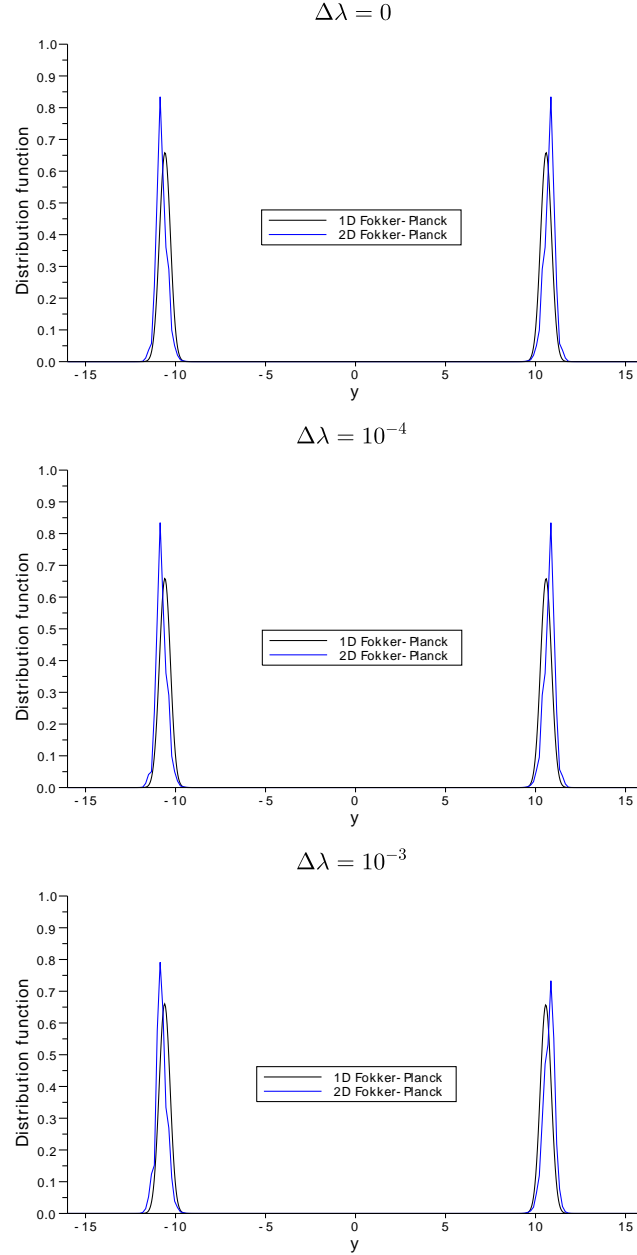 Δλ = 0
1.0
0.9
0.8
0.7
0.6
0.5
0.4
0.3
0.2
0.1
0.0
Distribution function
1D Fokker-Planck
2D Fokker-Planck
-15 -10 -5 0 5 10 15
y
Δλ = 10⁻⁴
1.0
0.9
0.8
0.7
0.6
0.5
0.4
0.3
0.2
0.1
0.0
Distribution function
1D Fokker-Planck
2D Fokker-Planck
-15 -10 -5 0 5 10 15
y
Δλ = 10⁻³
1.0
0.9
0.8
0.7
0.6
0.5
0.4
0.3
0.2
0.1
0.0
Distribution function
1D Fokker-Planck
2D Fokker-Planck
-15 -10 -5 0 5 10 15
y